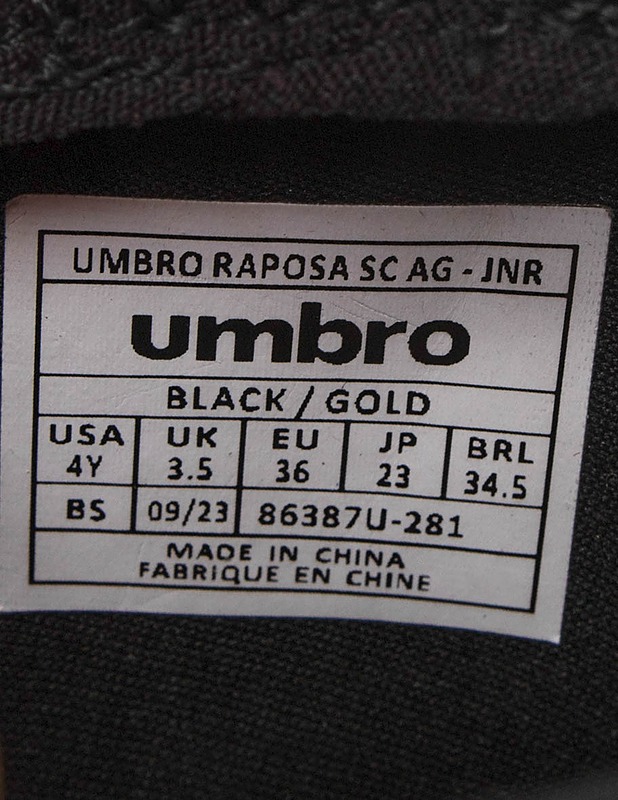 UMBRO RAPOSA SC AG - JNR
umbro
BLACK / GOLD
USA UK EU JP BRL
4Y 3.5 36 23 34.5
BS 09/23 86387U-281
MADE IN CHINA
FABRIQUE EN CHINE